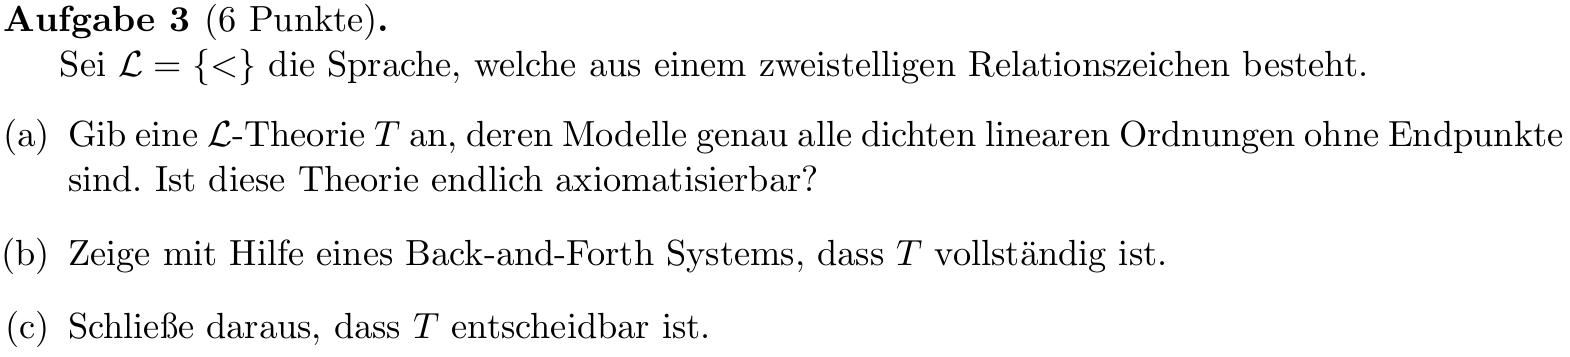 Aufgabe 3 (6 Punkte).
Sei ℒ = {<} die Sprache, welche aus einem zweistelligen Relationszeichen besteht.
(a) Gib eine ℒ-Theorie T an, deren Modelle genau alle dichten linearen Ordnungen ohne Endpunkte
sind. Ist diese Theorie endlich axiomatisierbar?
(b) Zeige mit Hilfe eines Back-and-Forth Systems, dass T vollständig ist.
(c) Schließe daraus, dass T entscheidbar ist.